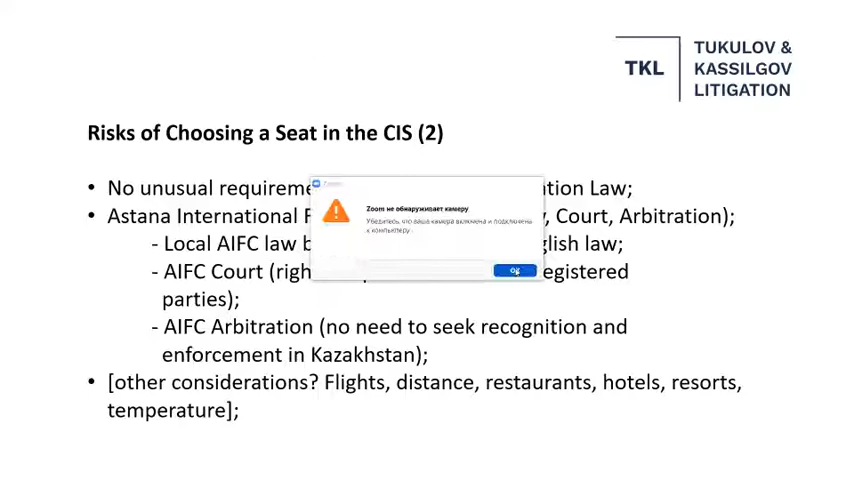 TKL
TUKULOV &
KASSILGOV
LITIGATION
Risks of Choosing a Seat in the CIS (2)
• No unusual requireme tion Law;
• Astana International F , Court, Arbitration);
- Local AIFC law b glish law;
- AIFC Court (righ egistered
parties);
- AIFC Arbitration (no need to seek recognition and
enforcement in Kazakhstan);
• [other considerations? Flights, distance, restaurants, hotels, resorts,
temperature];
Zoom
Zoom не обнаруживает камеру
Убедитесь, что ваша камера включена и подключена
к компьютеру.
OK